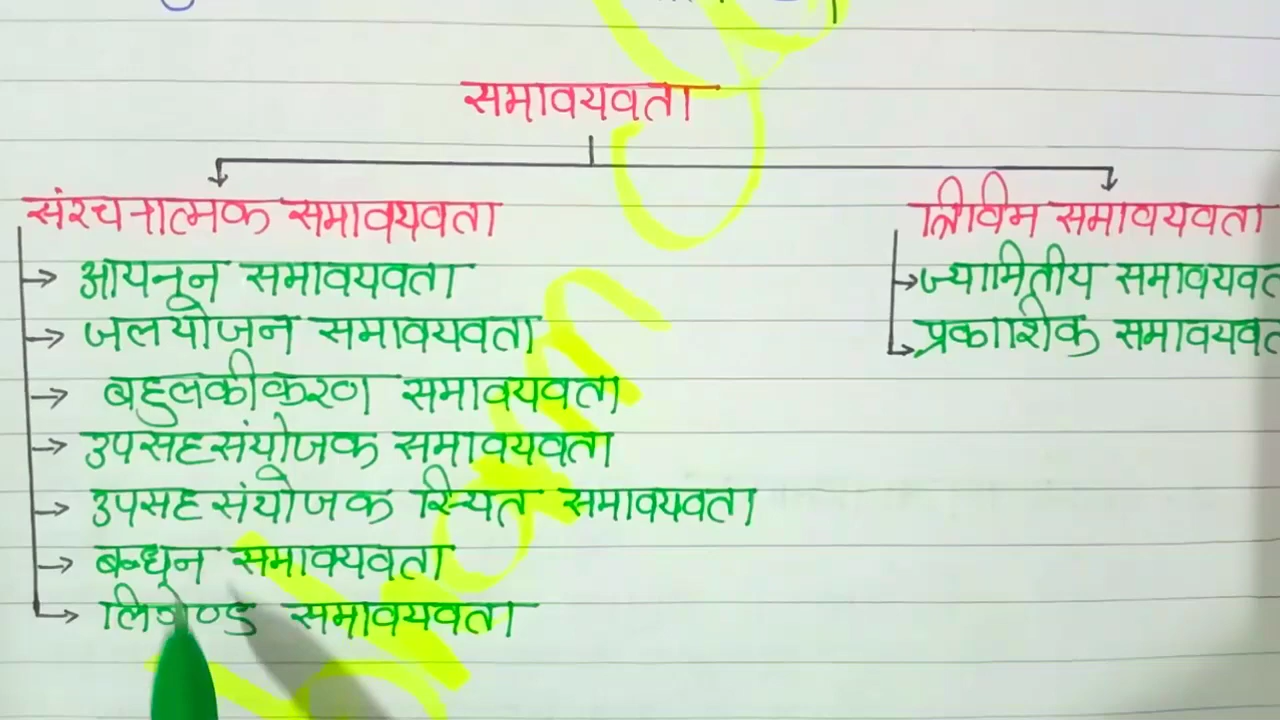 समावयवता
संरचनात्मक समावयवता
आयनन समावयवता
जलयोजन समावयवता
बहुलकीकरण समावयवता
उपसहसंयोजक समावयवता
उपसहसंयोजक स्थित समावयवता
बन्धन समावयवता
लिगेण्ड समावयवता
त्रिविम समावयवता
ज्यामितीय समावयवत
प्रकाशिक समावयवत